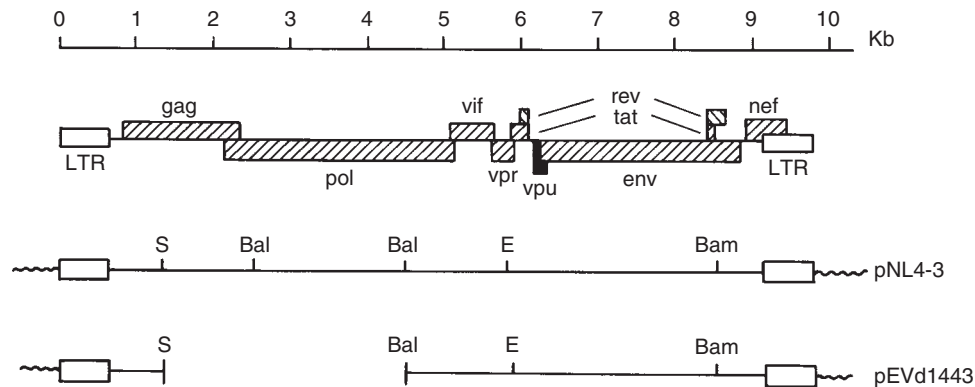 0 1 2 3 4 5 6 7 8 9 10 Kb
gag vif rev nef
tat
LTR pol vpr vpu env LTR
S Bal Bal E Bam
pNL4-3
S Bal E Bam
pEVd1443